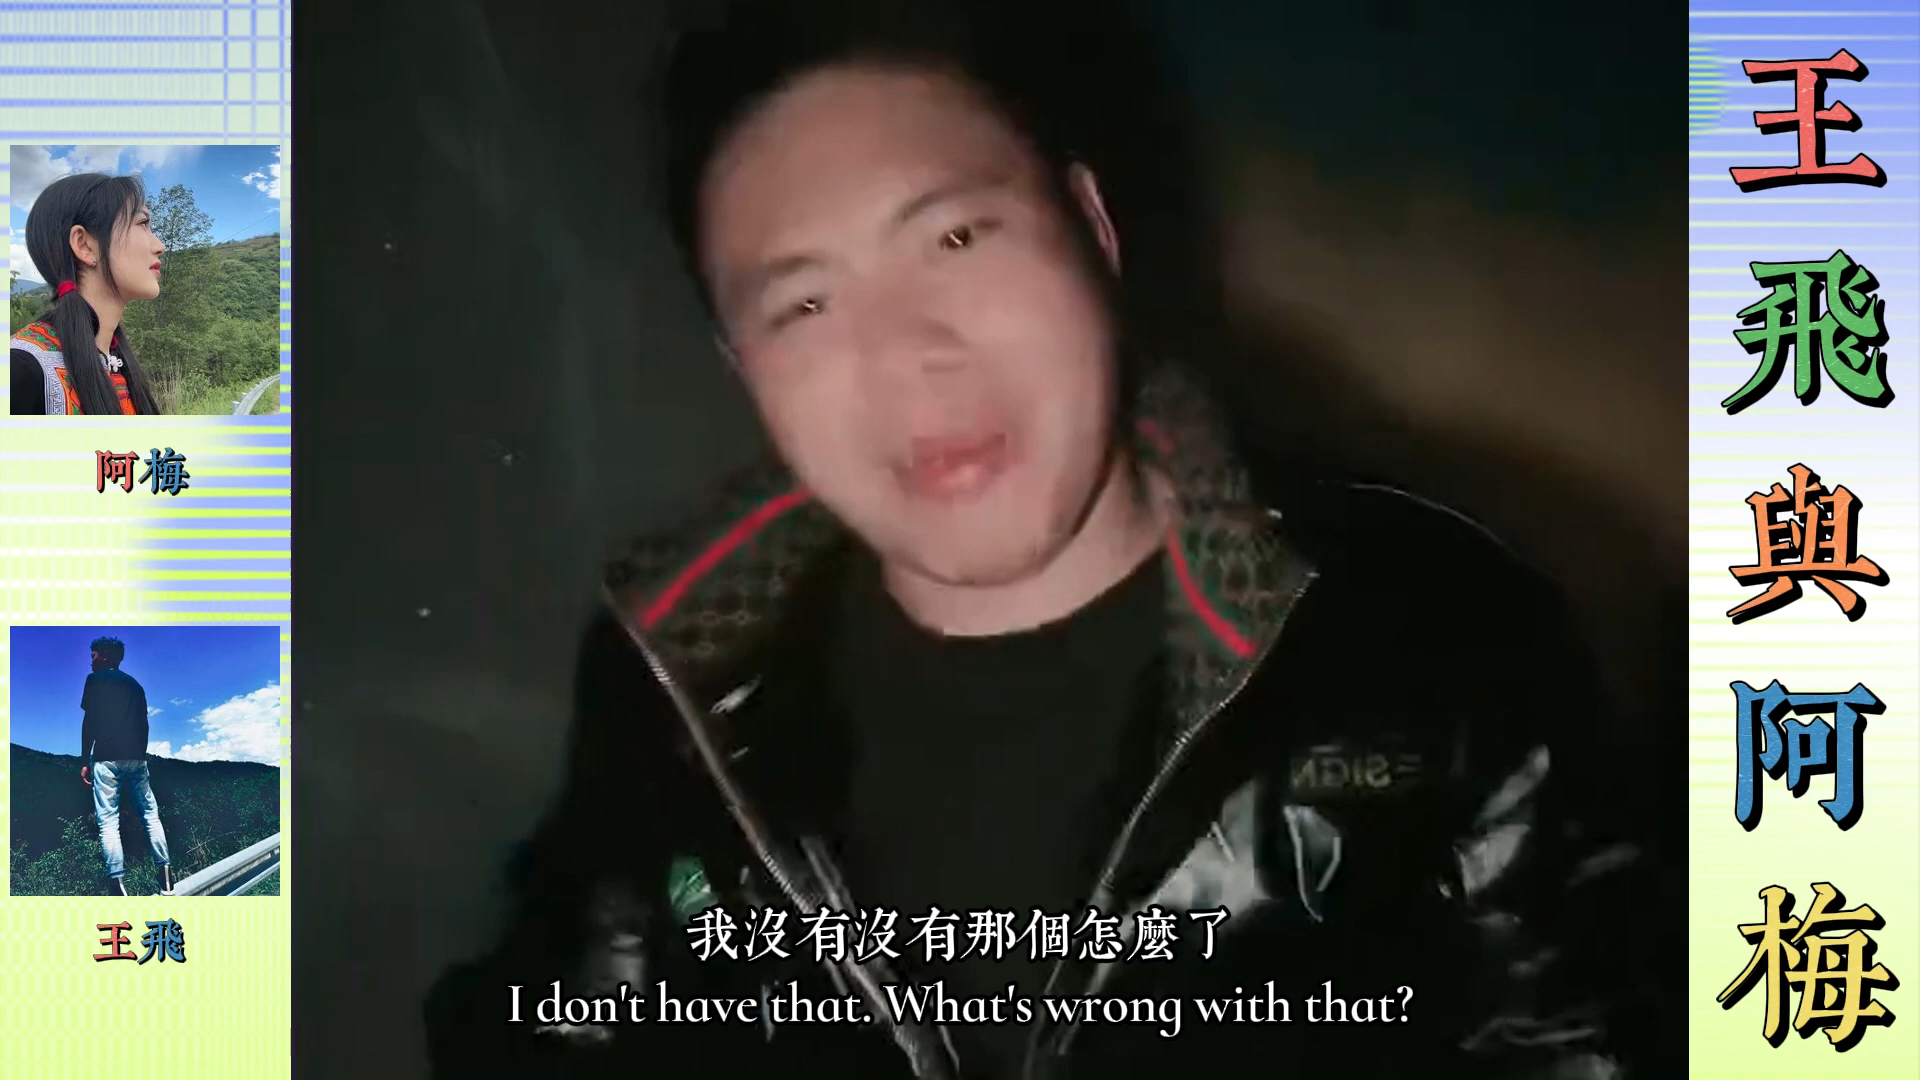 阿梅
王飛
王飛與阿梅
我沒有沒有那個怎麼了
I don't have that. What's wrong with that?